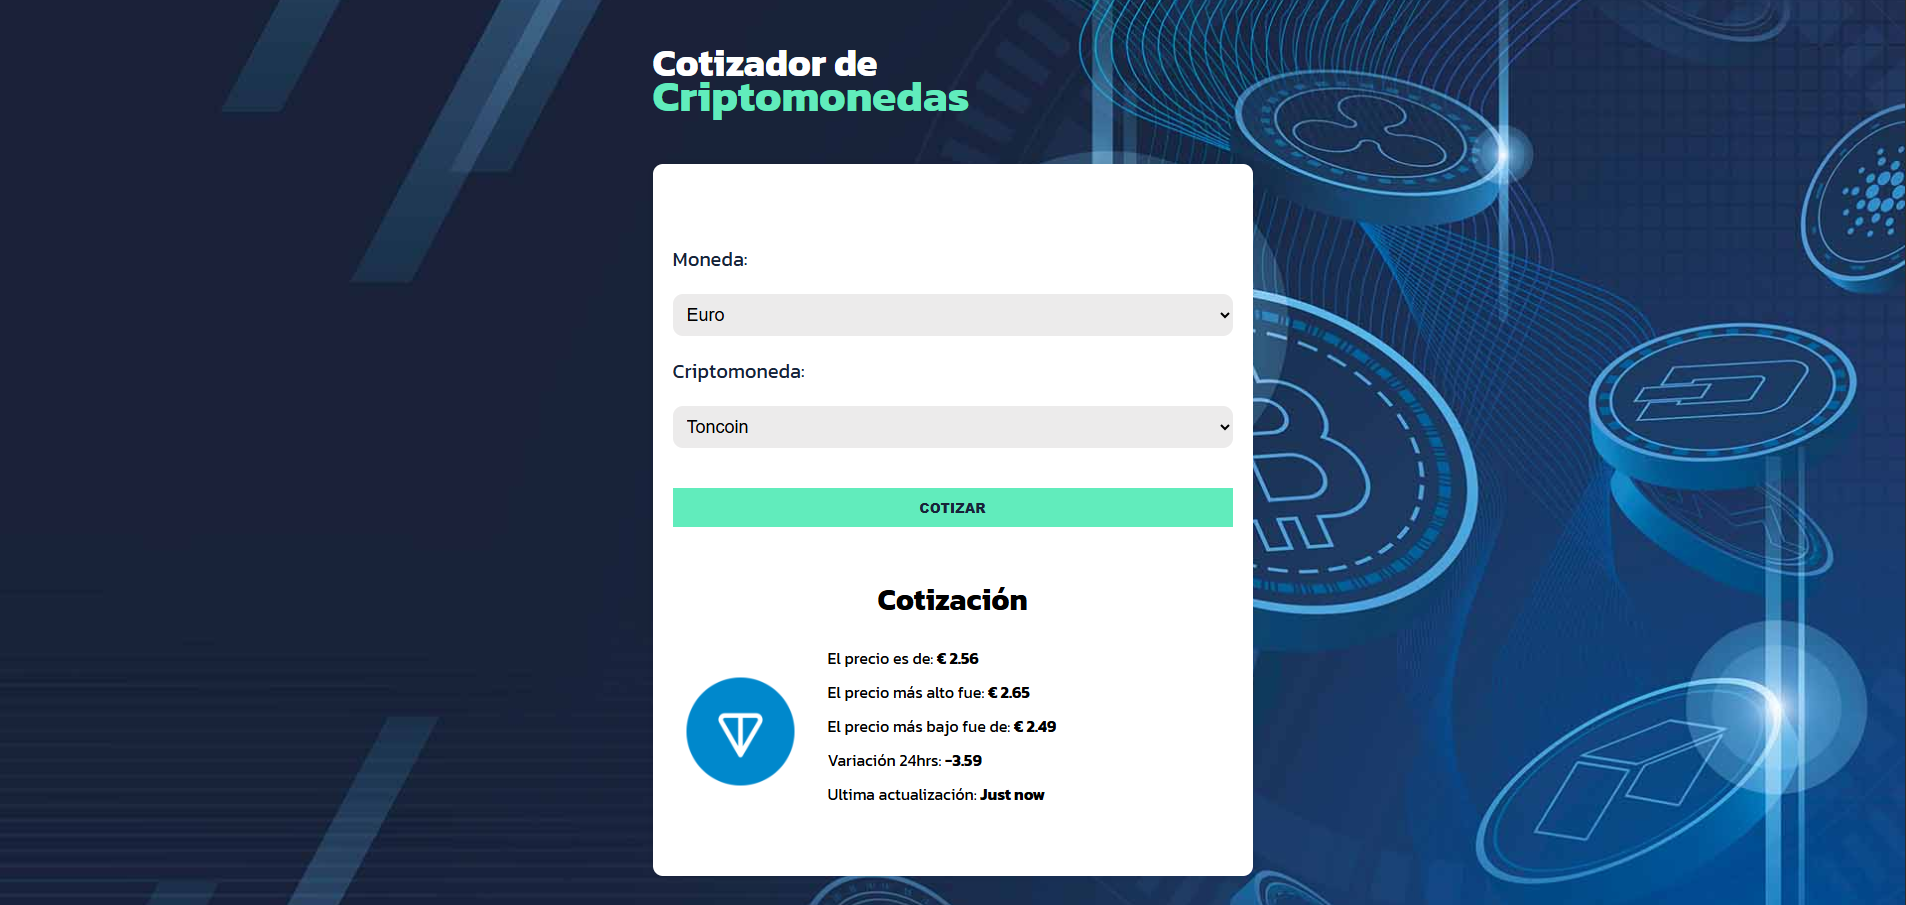 Cotizador de
Criptomonedas
Moneda:
Euro
Criptomoneda:
Toncoin
COTIZAR
Cotización
El precio es de: € 2.56
El precio más alto fue: € 2.65
El precio más bajo fue de: € 2.49
Variación 24hrs: -3.59
Ultima actualización: Just now